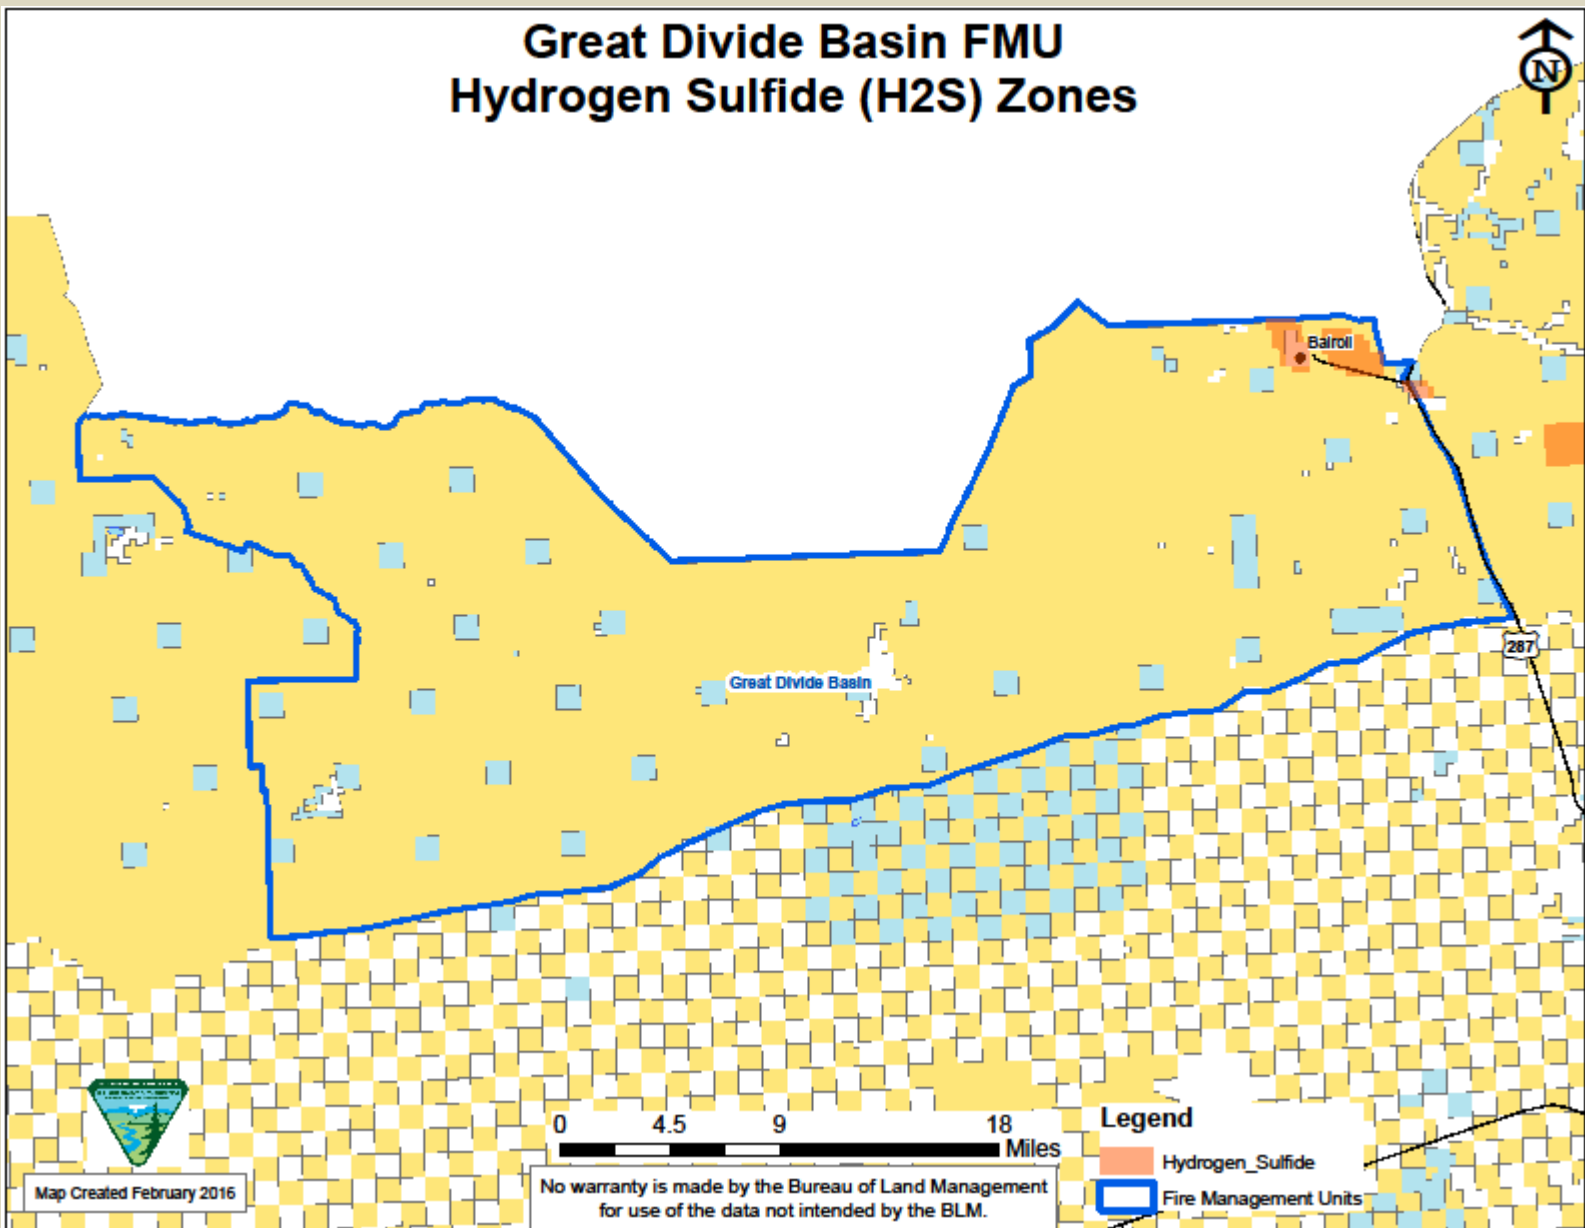 Great Divide Basin FMU
Hydrogen Sulfide (H2S) Zones
N
Bairoil
287
Great Divide Basin
0 4.5 9 18
Miles
Legend
Hydrogen_Sulfide
Fire Management Units
Map Created February 2016
No warranty is made by the Bureau of Land Management
for use of the data not intended by the BLM.